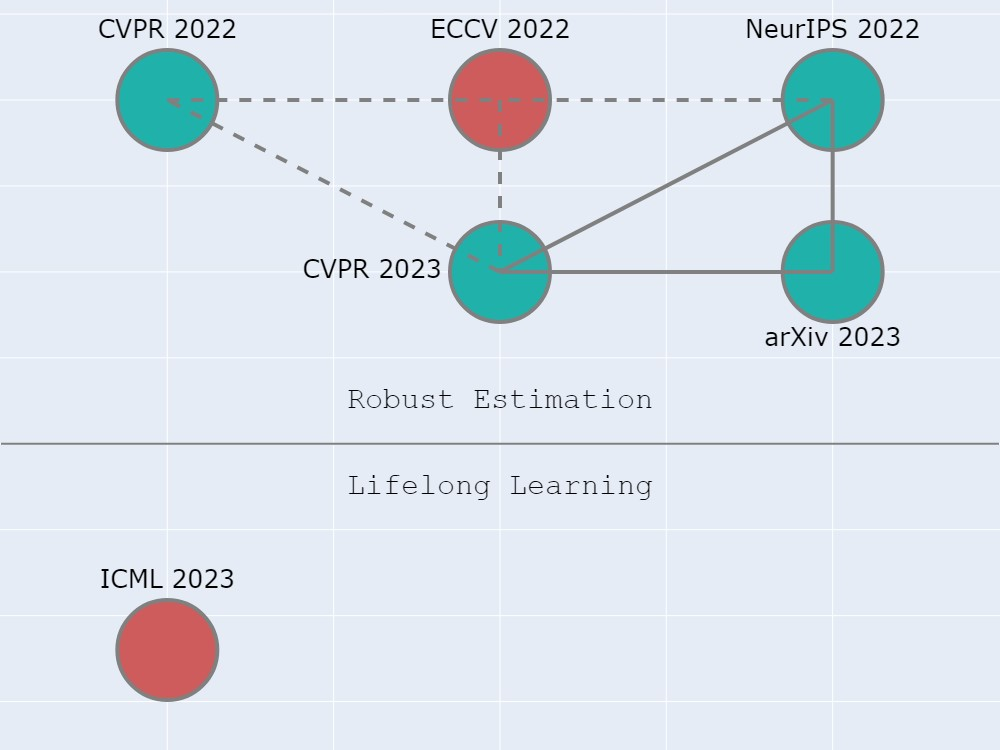 CVPR 2022
ECCV 2022
NeurIPS 2022
CVPR 2023
arXiv 2023
Robust Estimation
Lifelong Learning
ICML 2023